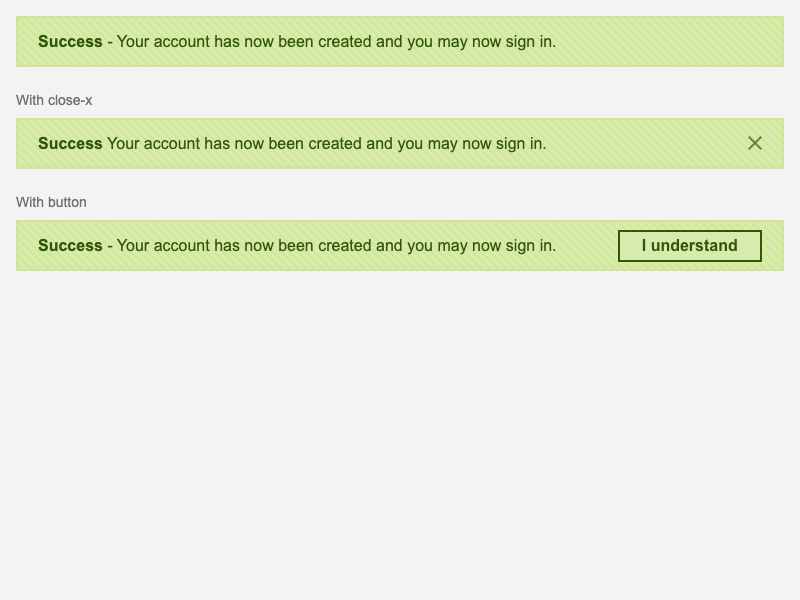 Success - Your account has now been created and you may now sign in.
With close-x
Success Your account has now been created and you may now sign in.
With button
Success - Your account has now been created and you may now sign in. I understand